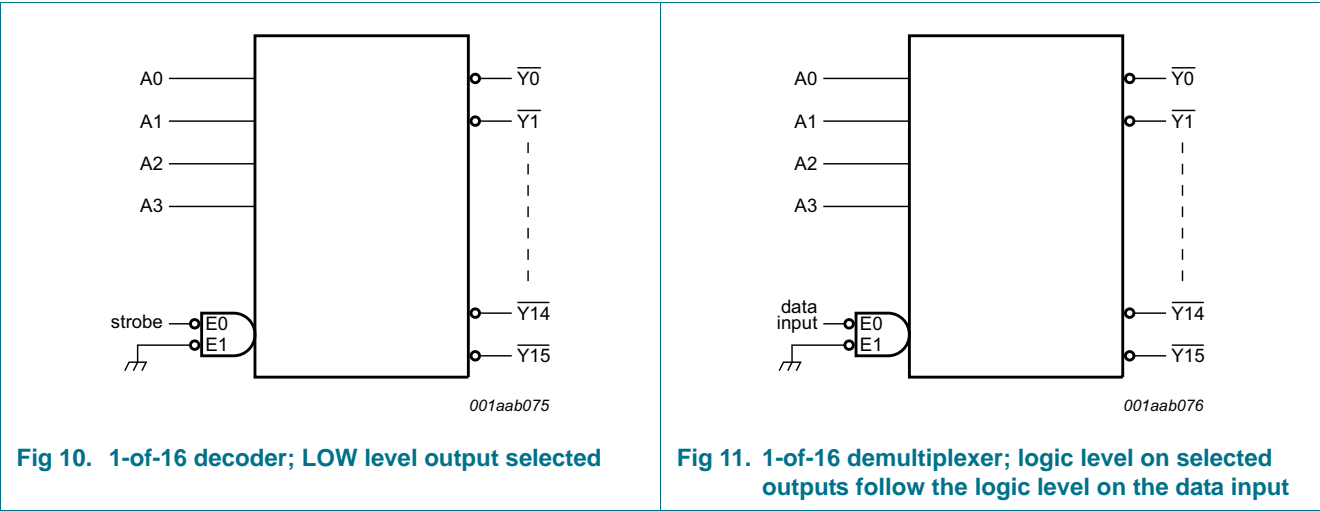 A0
A1
A2
A3
strobe
E0
E1
Y0
Y1
Y14
Y15
001aab075
Fig 10. 1-of-16 decoder; LOW level output selected
A0
A1
A2
A3
data
input
E0
E1
Y0
Y1
Y14
Y15
001aab076
Fig 11. 1-of-16 demultiplexer; logic level on selected
outputs follow the logic level on the data input